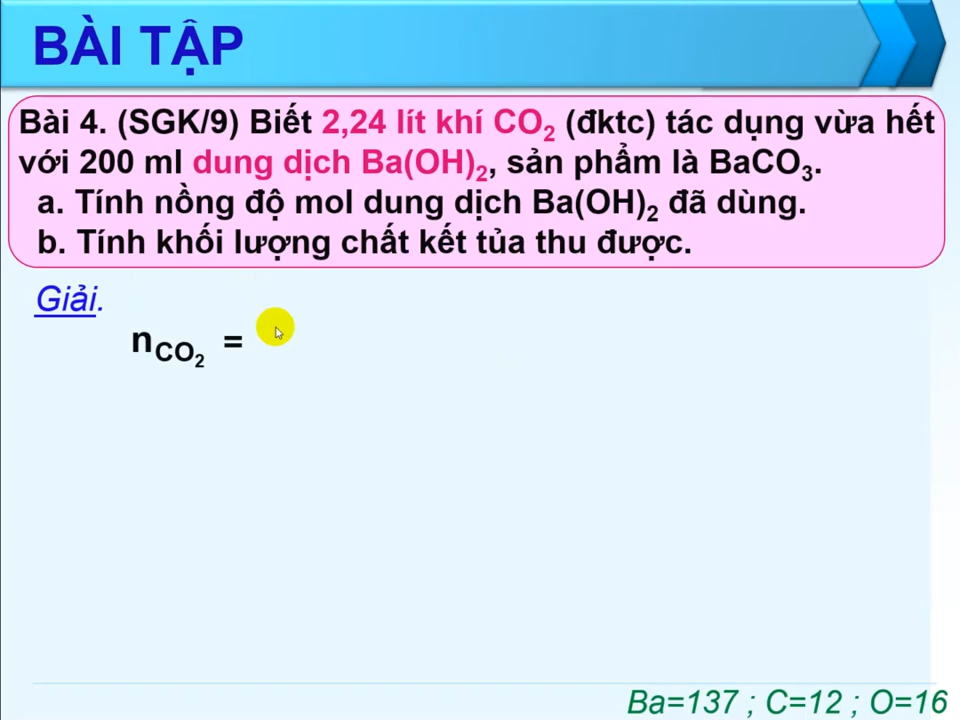 BÀI TẬP
Bài 4. (SGK/9) Biết 2,24 lít khí CO₂ (đktc) tác dụng vừa hết
với 200 ml dung dịch Ba(OH)₂, sản phẩm là BaCO₃.
a. Tính nồng độ mol dung dịch Ba(OH)₂ đã dùng.
b. Tính khối lượng chất kết tủa thu được.
Giải.
n CO₂ =
Ba=137 ; C=12 ; O=16